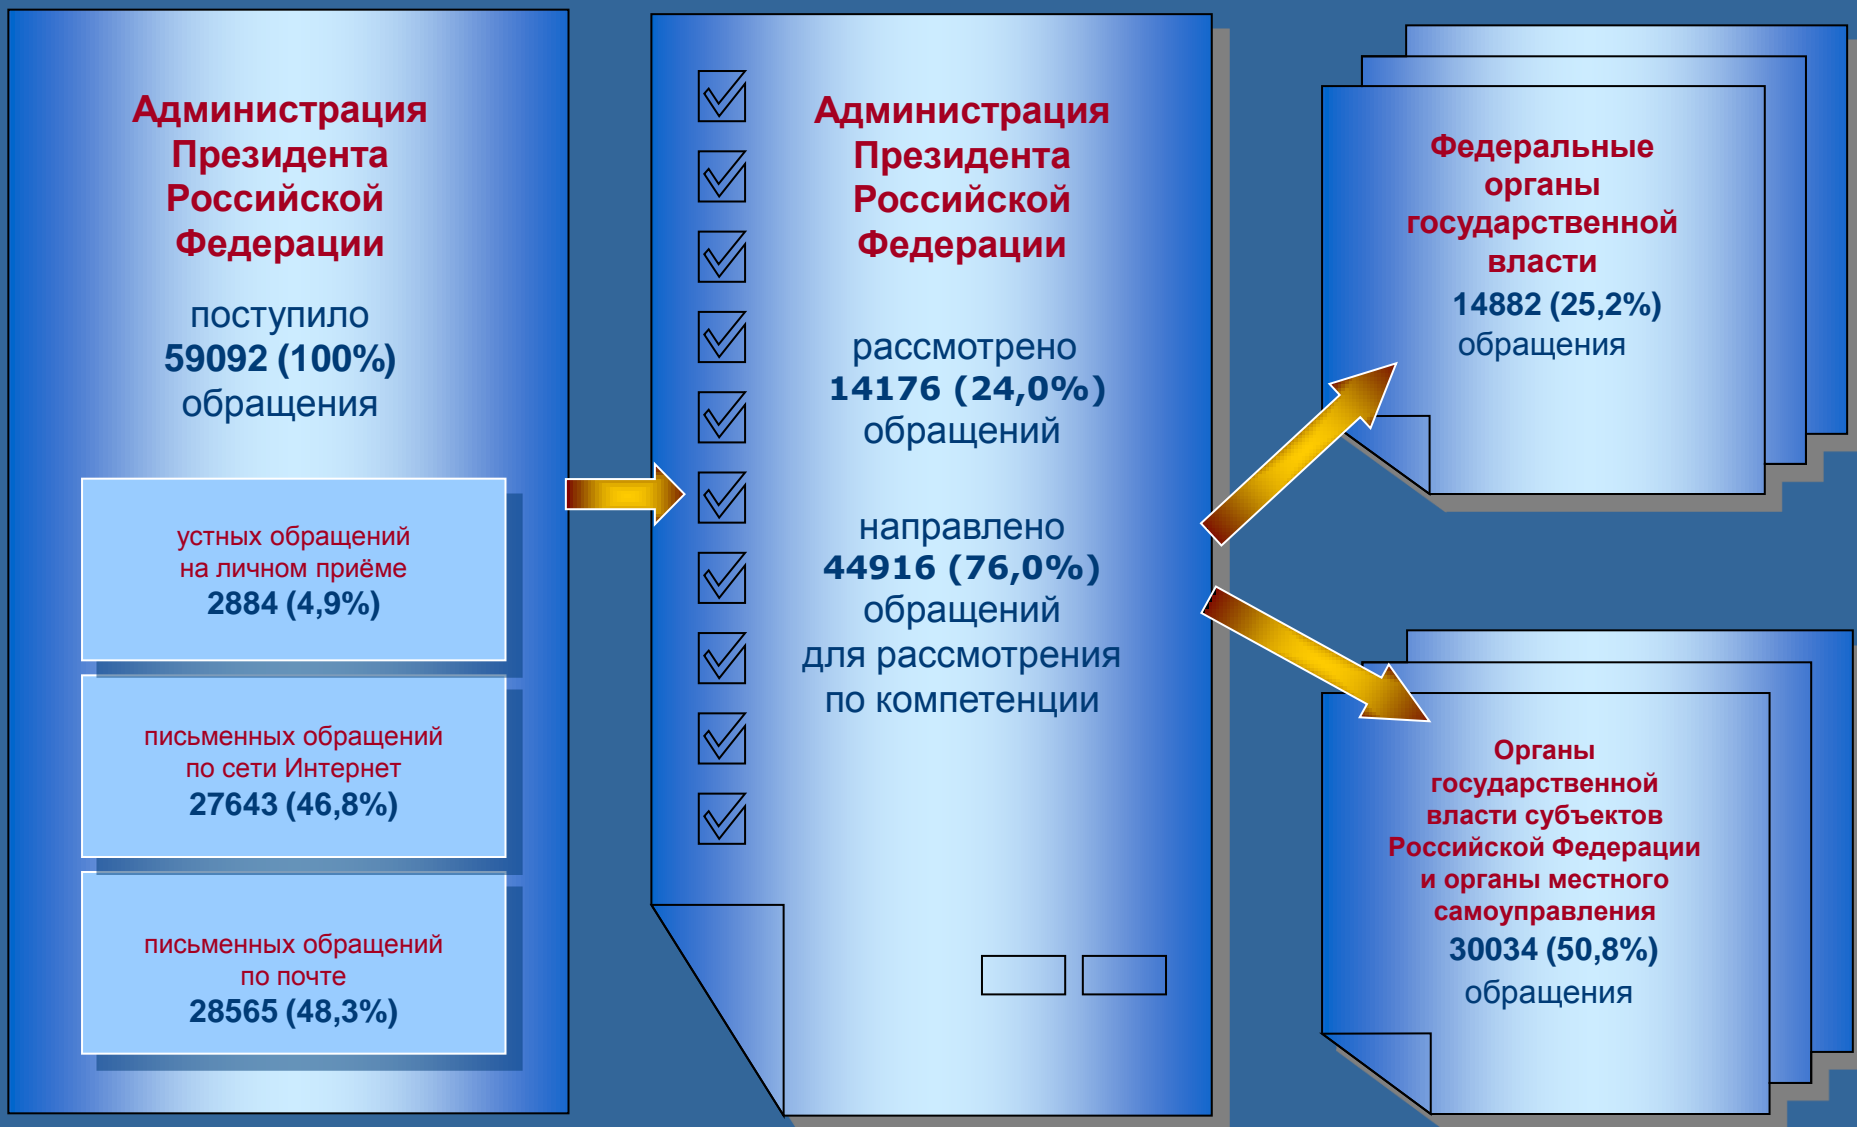 Администрация
Президента
Российской
Федерации
поступило
59092 (100%)
обращения
устных обращений
на личном приёме
2884 (4,9%)
письменных обращений
по сети Интернет
27643 (46,8%)
письменных обращений
по почте
28565 (48,3%)
Администрация
Президента
Российской
Федерации
рассмотрено
14176 (24,0%)
обращений
направлено
44916 (76,0%)
обращений
для рассмотрения
по компетенции
Федеральные
органы
государственной
власти
14882 (25,2%)
обращения
Органы
государственной
власти субъектов
Российской Федерации
и органы местного
самоуправления
30034 (50,8%)
обращения